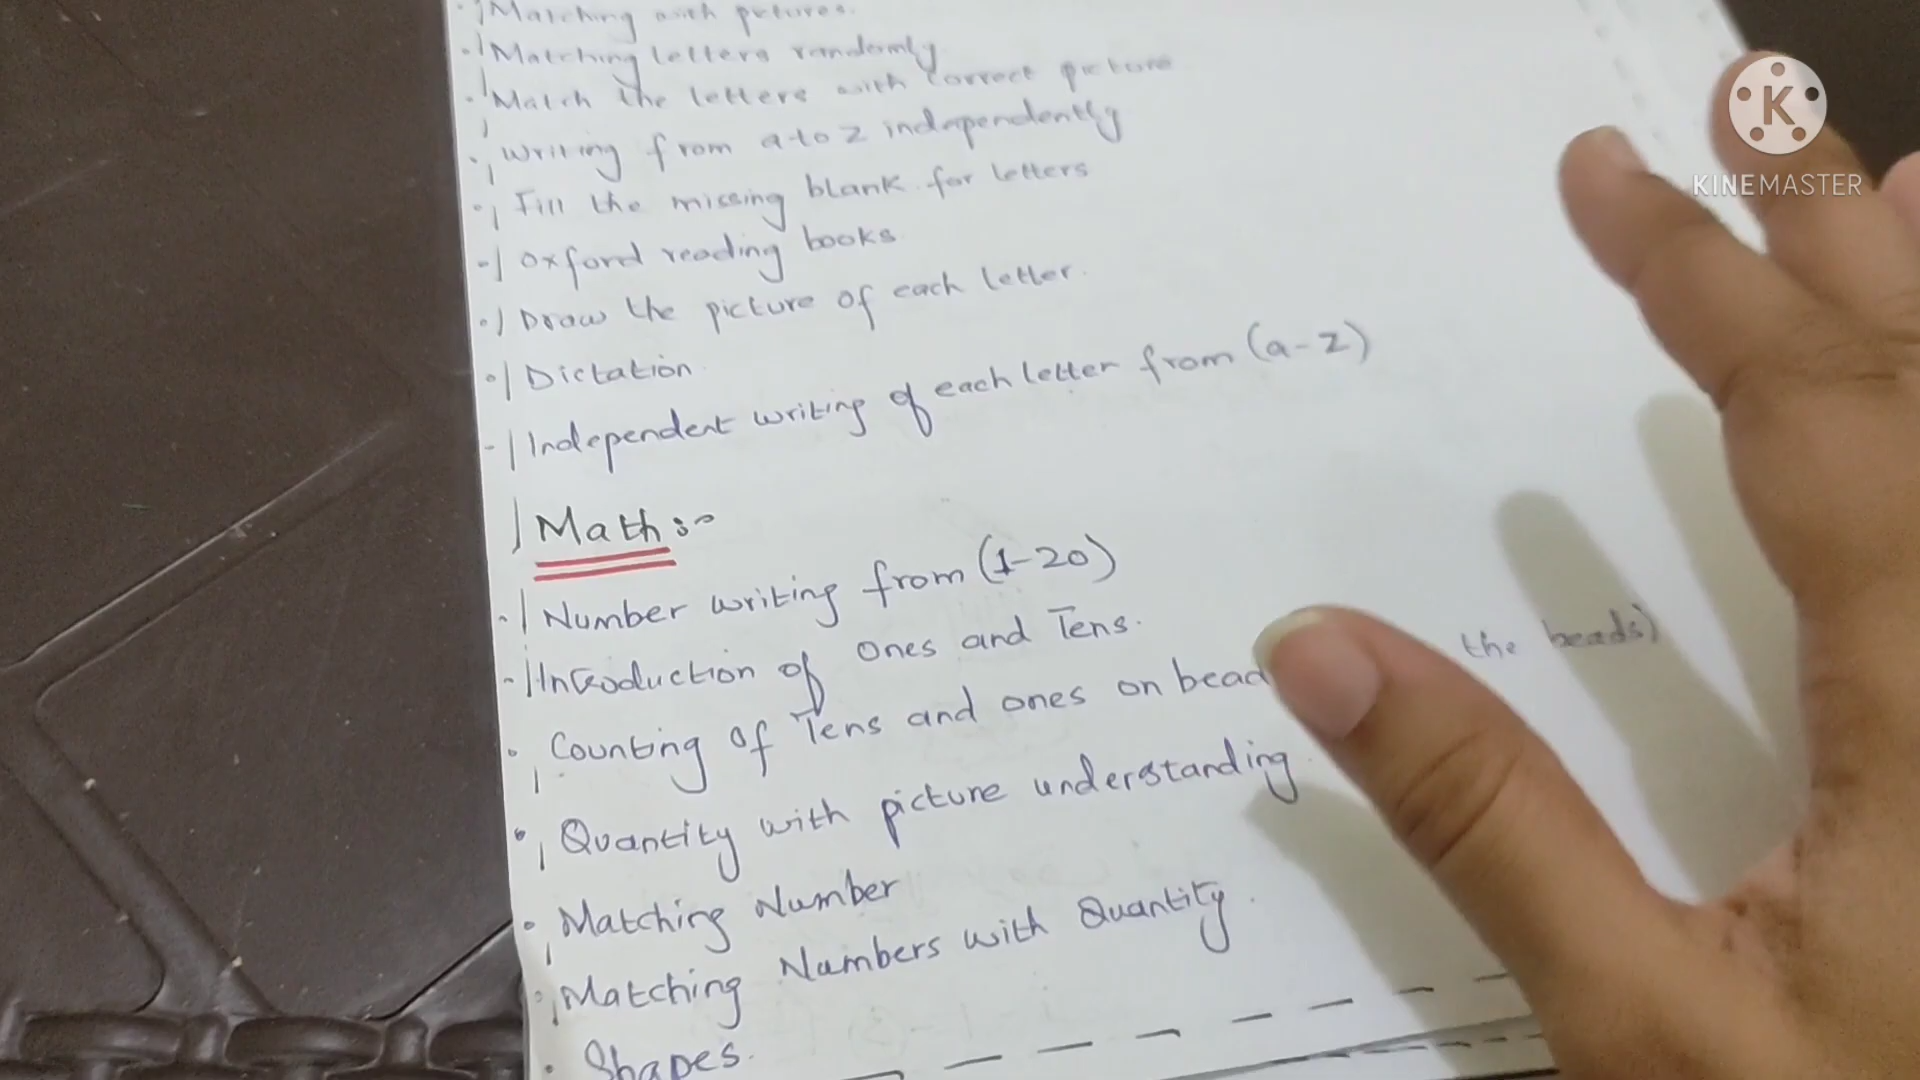 Matching with pictures.
Matching letters randomly
Match the letters with correct picture
Writing from a to z independently
Fill the missing blank for letters
Oxford reading books.
Draw the picture of each letter.
Dictation
Independent writing of each letter from (a-z)
Math:-
Number writing from (1-20)
Introduction of Ones and Tens.
Counting of Tens and ones on bead the beads)
Quantity with picture understanding.
Matching Number
Matching Numbers with Quantity.
Shapes.
K
KINEMASTER